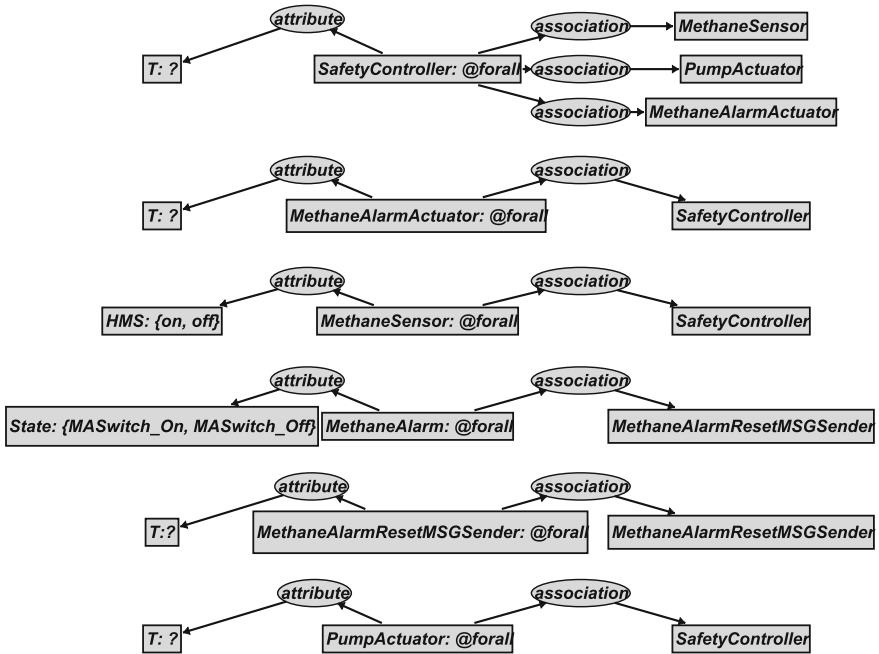 attribute
association
MethaneSensor
T: ?
SafetyController: @forall
association
PumpActuator
association
MethaneAlarmActuator
attribute
association
T: ?
MethaneAlarmActuator: @forall
SafetyController
attribute
association
HMS: {on, off}
MethaneSensor: @forall
SafetyController
attribute
association
State: {MASwitch_On, MASwitch_Off}
MethaneAlarm: @forall
MethaneAlarmResetMSGSender
attribute
association
T:?
MethaneAlarmResetMSGSender: @forall
MethaneAlarmResetMSGSender
attribute
association
T: ?
PumpActuator: @forall
SafetyController